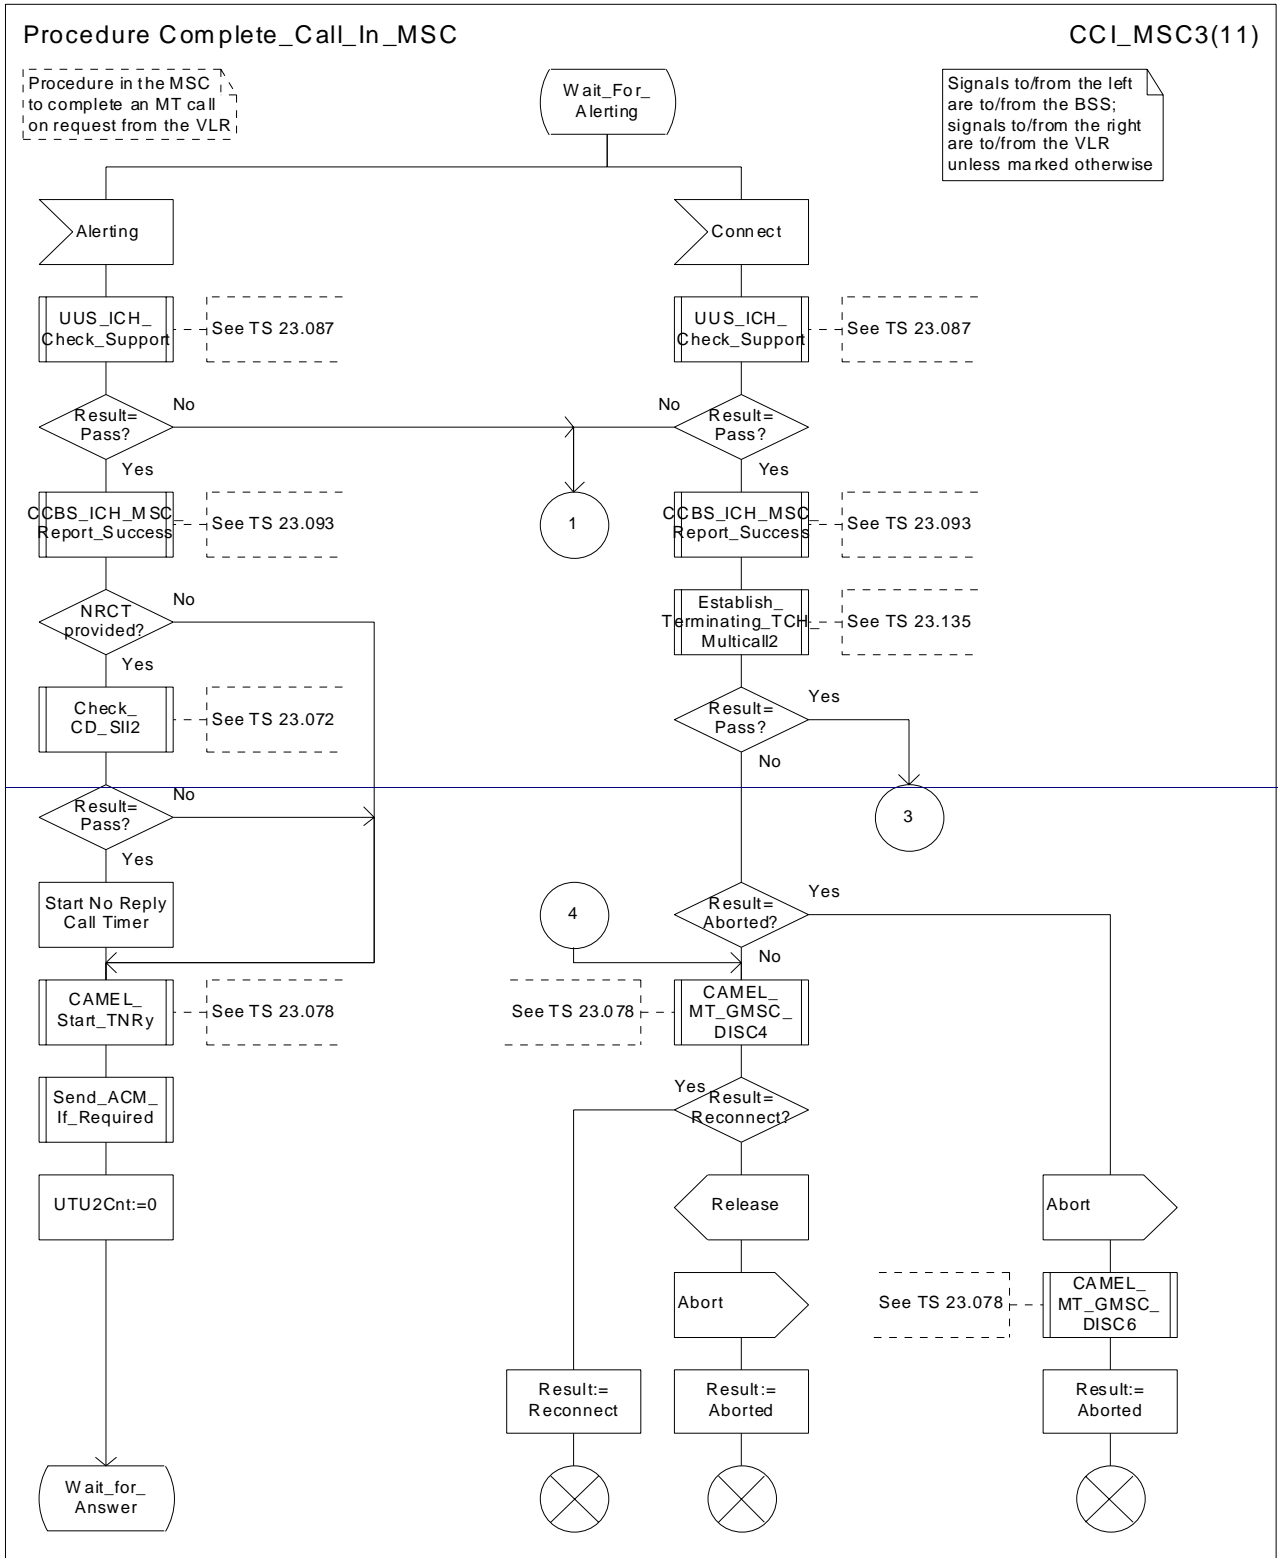 Procedure Complete_Call_In_MSC
CCI_MSC3(11)
Procedure in the MSC
to complete an MT call
on request from the VLR
Wait_For_
Alerting
Signals to/from the left
are to/from the BSS;
signals to/from the right
are to/from the VLR
unless marked otherwise
Alerting
Connect
UUS_ICH_
Check_Support
See TS 23.087
UUS_ICH_
Check_Support
See TS 23.087
Result=
Pass?
No
Yes
No
Result=
Pass?
Yes
CCBS_ICH_MSC_
Report_Success
See TS 23.093
1
CCBS_ICH_MSC_
Report_Success
See TS 23.093
NRCT
provided?
No
Yes
Establish_
Terminating_TCH_
Multicall2
See TS 23.135
Check_
CD_SII2
See TS 23.072
Result=
Pass?
Yes
No
3
Result=
Pass?
No
Yes
Start No Reply
Call Timer
4
Result=
Aborted?
Yes
No
CAMEL_
Start_TNRy
See TS 23.078
See TS 23.078
CAMEL_
MT_GMSC_
DISC4
Send_ACM_
If_Required
Yes
Result=
Reconnect?
UTU2Cnt:=0
Release
Abort
Abort
See TS 23.078
CAMEL_
MT_GMSC_
DISC6
Result:=
Reconnect
Result:=
Aborted
Result:=
Aborted
Wait_for_
Answer